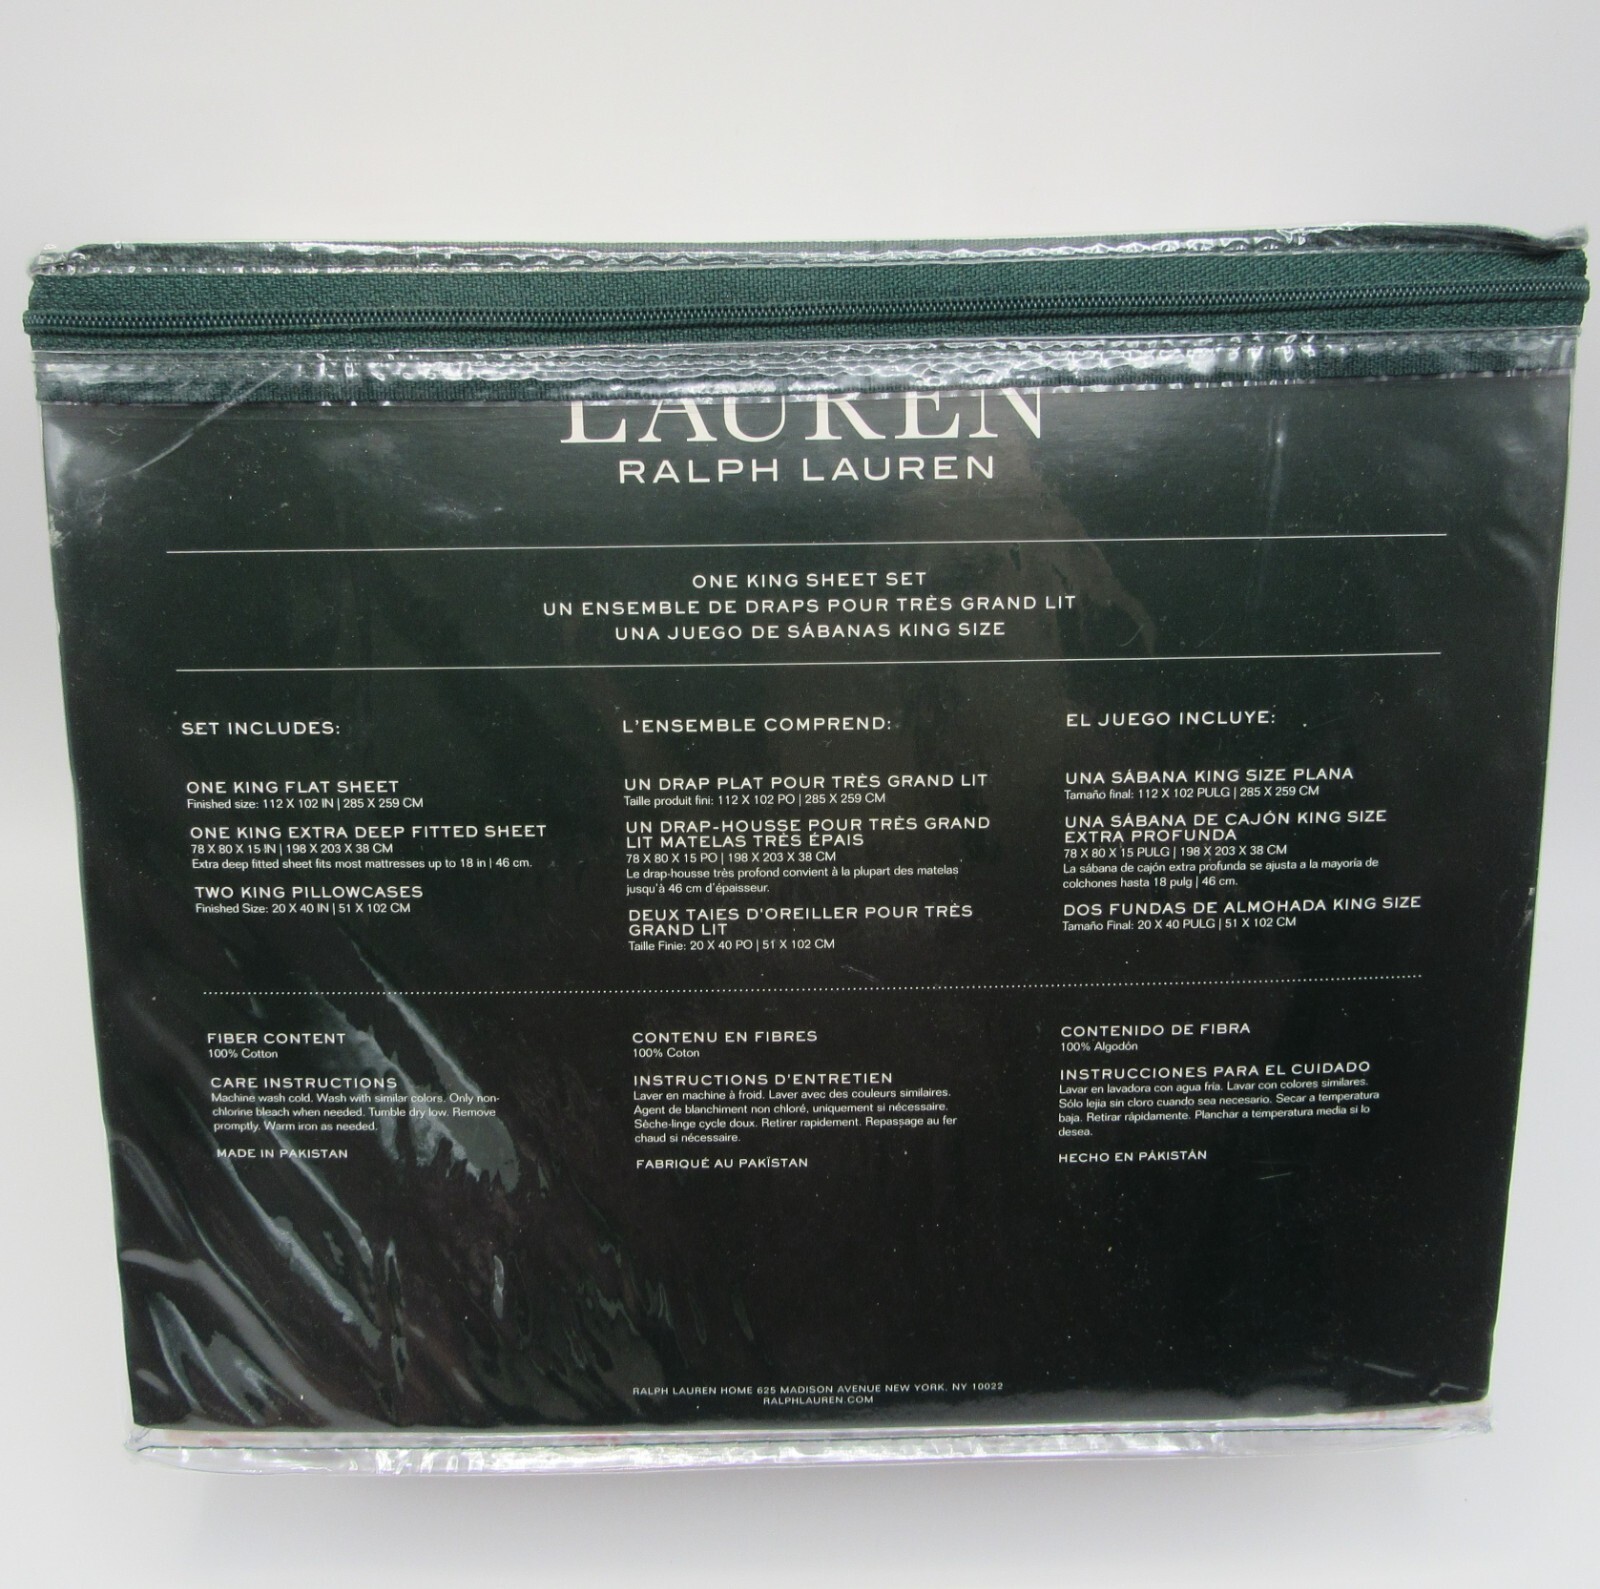 LAUREN
RALPH LAUREN
ONE KING SHEET SET
UN ENSEMBLE DE DRAPS POUR TRÈS GRAND LIT
UNA JUEGO DE SÁBANAS KING SIZE
SET INCLUDES:
ONE KING FLAT SHEET
Finished size: 112 X 102 IN | 285 X 259 CM
ONE KING EXTRA DEEP FITTED SHEET
78 X 80 X 15 IN | 198 X 203 X 38 CM
Extra deep fitted sheet fits most mattresses up to 18 in | 46 cm.
TWO KING PILLOWCASES
Finished Size: 20 X 40 IN | 51 X 102 CM
L'ENSEMBLE COMPREND:
UN DRAP PLAT POUR TRÈS GRAND LIT
Taille produit fini: 112 X 102 PO | 285 X 259 CM
UN DRAP-HOUSSE POUR TRÈS GRAND
LIT MATELAS TRÈS ÉPAIS
78 X 80 X 15 PO | 198 X 203 X 38 CM
Le drap-housse très profond convient à la plupart des matelas
jusqu'à 46 cm d'épaisseur.
DEUX TAIES D'OREILLER POUR TRÈS
GRAND LIT
Taille Finie: 20 X 40 PO | 51 X 102 CM
EL JUEGO INCLUYE:
UNA SÁBANA KING SIZE PLANA
Tamaño final: 112 X 102 PULG | 285 X 259 CM
UNA SÁBANA DE CAJÓN KING SIZE
EXTRA PROFUNDA
78 X 80 X 15 PULG | 198 X 203 X 38 CM
La sábana de cajón extra profunda se ajusta a la mayoría de
colchones hasta 18 pulg | 46 cm.
DOS FUNDAS DE ALMOHADA KING SIZE
Tamaño Final: 20 X 40 PULG | 51 X 102 CM
FIBER CONTENT
100% Cotton
CARE INSTRUCTIONS
Machine wash cold. Wash with similar colors. Only non-
chlorine bleach when needed. Tumble dry low. Remove
promptly. Warm iron as needed.
MADE IN PAKISTAN
CONTENU EN FIBRES
100% Coton
INSTRUCTIONS D'ENTRETIEN
Laver en machine à froid. Laver avec des couleurs similaires.
Agent de blanchiment non chloré, uniquement si nécessaire.
Sèche-linge cycle doux. Retirer rapidement. Repassage au fer
chaud si nécessaire.
FABRIQUÉ AU PAKÏSTAN
CONTENIDO DE FIBRA
100% Algodón
INSTRUCCIONES PARA EL CUIDADO
Lavar en lavadora con agua fría. Lavar con colores similares.
Sólo lejia sin cloro cuando sea necesario. Secar a temperatura
baja. Retirar rápidamente. Planchar a temperatura media si lo
desea.
HECHO EN PÁKISTÁN
RALPH LAUREN HOME 625 MADISON AVENUE NEW YORK, NY 10022
RALPHLAUREN.COM